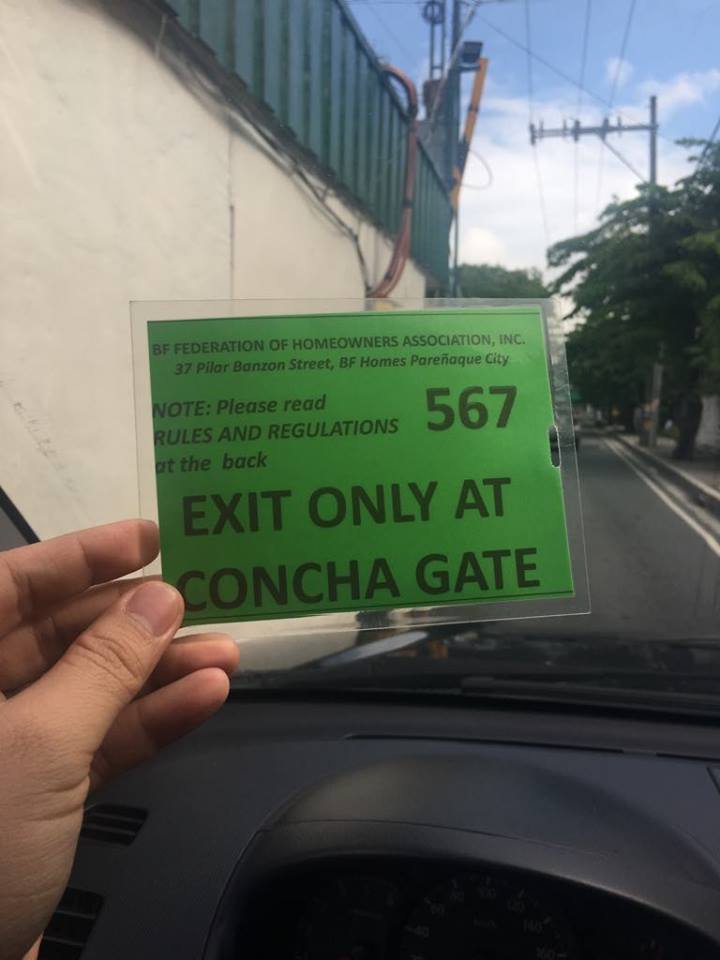 BF FEDERATION OF HOMEOWNERS ASSOCIATION, INC.
37 Pilar Banzon Street, BF Homes Pareñaque City
NOTE: Please read
RULES AND REGULATIONS
at the back
567
EXIT ONLY AT
CONCHA GATE